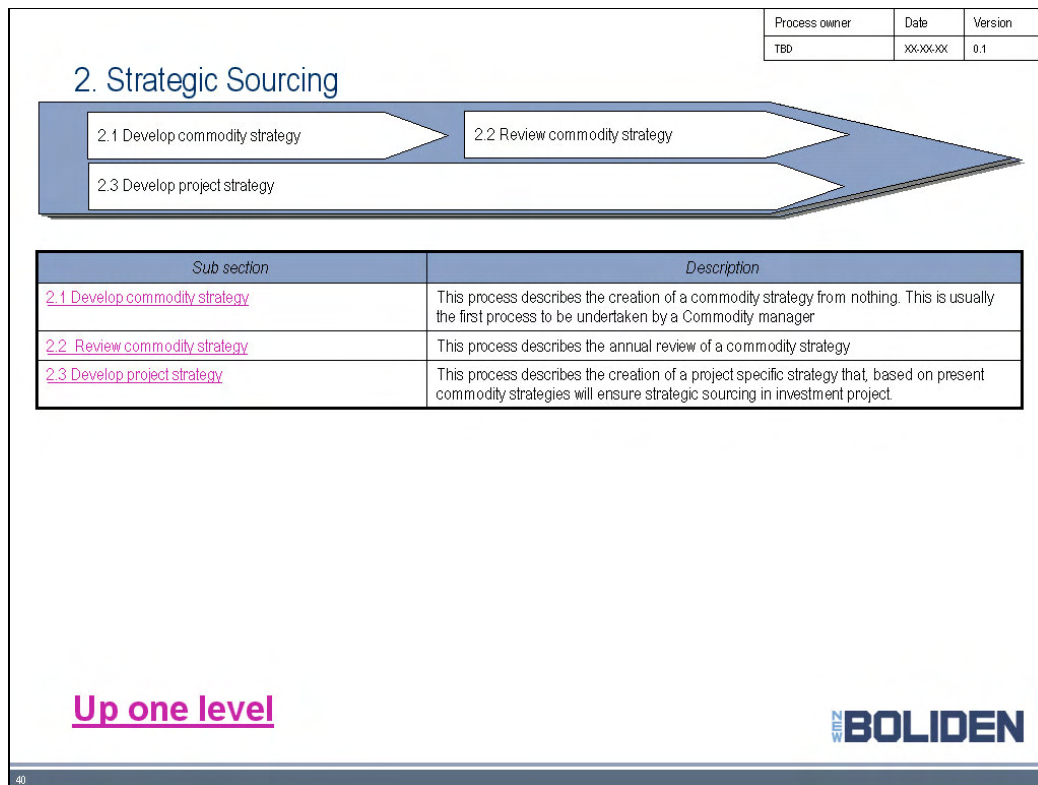 Process owner Date Version
TBD XX-XX-XX 0.1
2. Strategic Sourcing
2.1 Develop commodity strategy
2.2 Review commodity strategy
2.3 Develop project strategy
Sub section Description
2.1 Develop commodity strategy This process describes the creation of a commodity strategy from nothing. This is usually
the first process to be undertaken by a Commodity manager
2.2 Review commodity strategy This process describes the annual review of a commodity strategy
2.3 Develop project strategy This process describes the creation of a project specific strategy that, based on present
commodity strategies will ensure strategic sourcing in investment project.
Up one level
NEW BOLIDEN
40